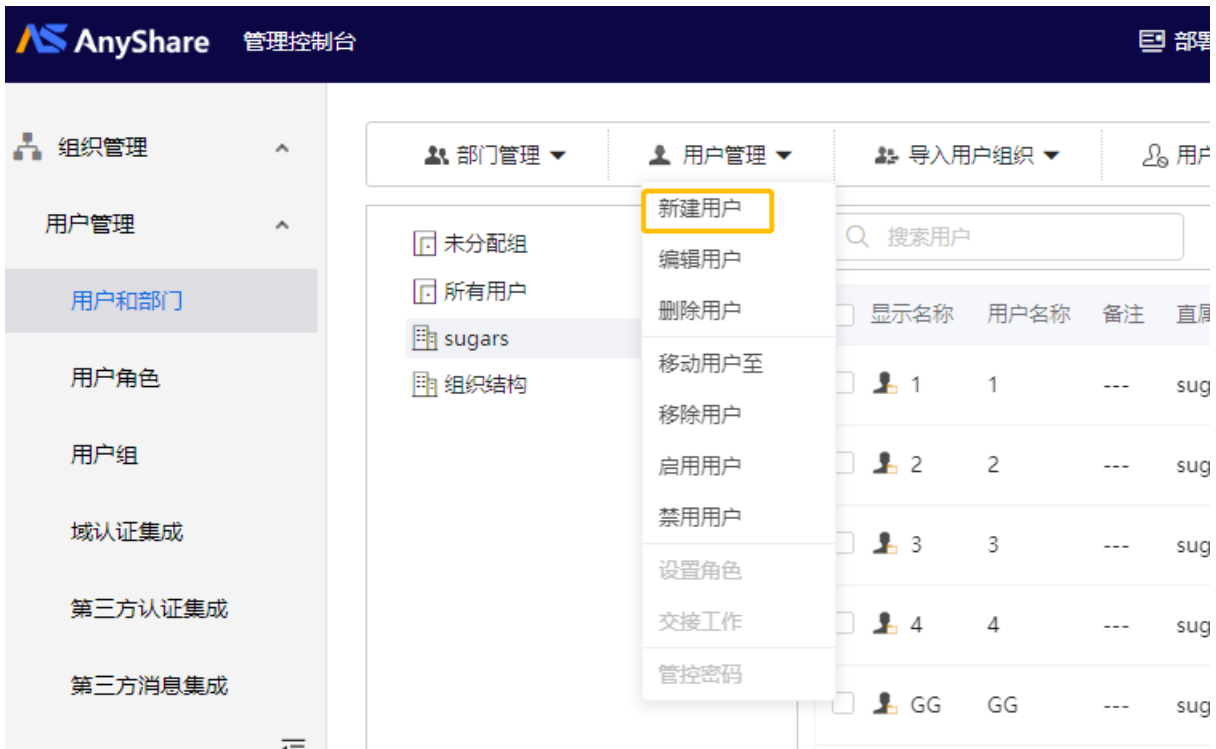 AnyShare 管理控制台 部署
组织管理
用户管理
用户和部门
用户角色
用户组
域认证集成
第三方认证集成
第三方消息集成
部门管理 用户管理 导入用户组织 用户
未分配组
所有用户
sugars
组织结构
新建用户
编辑用户
删除用户
移动用户至
移除用户
启用用户
禁用用户
设置角色
交接工作
管控密码
搜索用户
显示名称 用户名称 备注 直属
1 1 --- sug
2 2 --- sug
3 3 --- sug
4 4 --- sug
GG GG --- sug